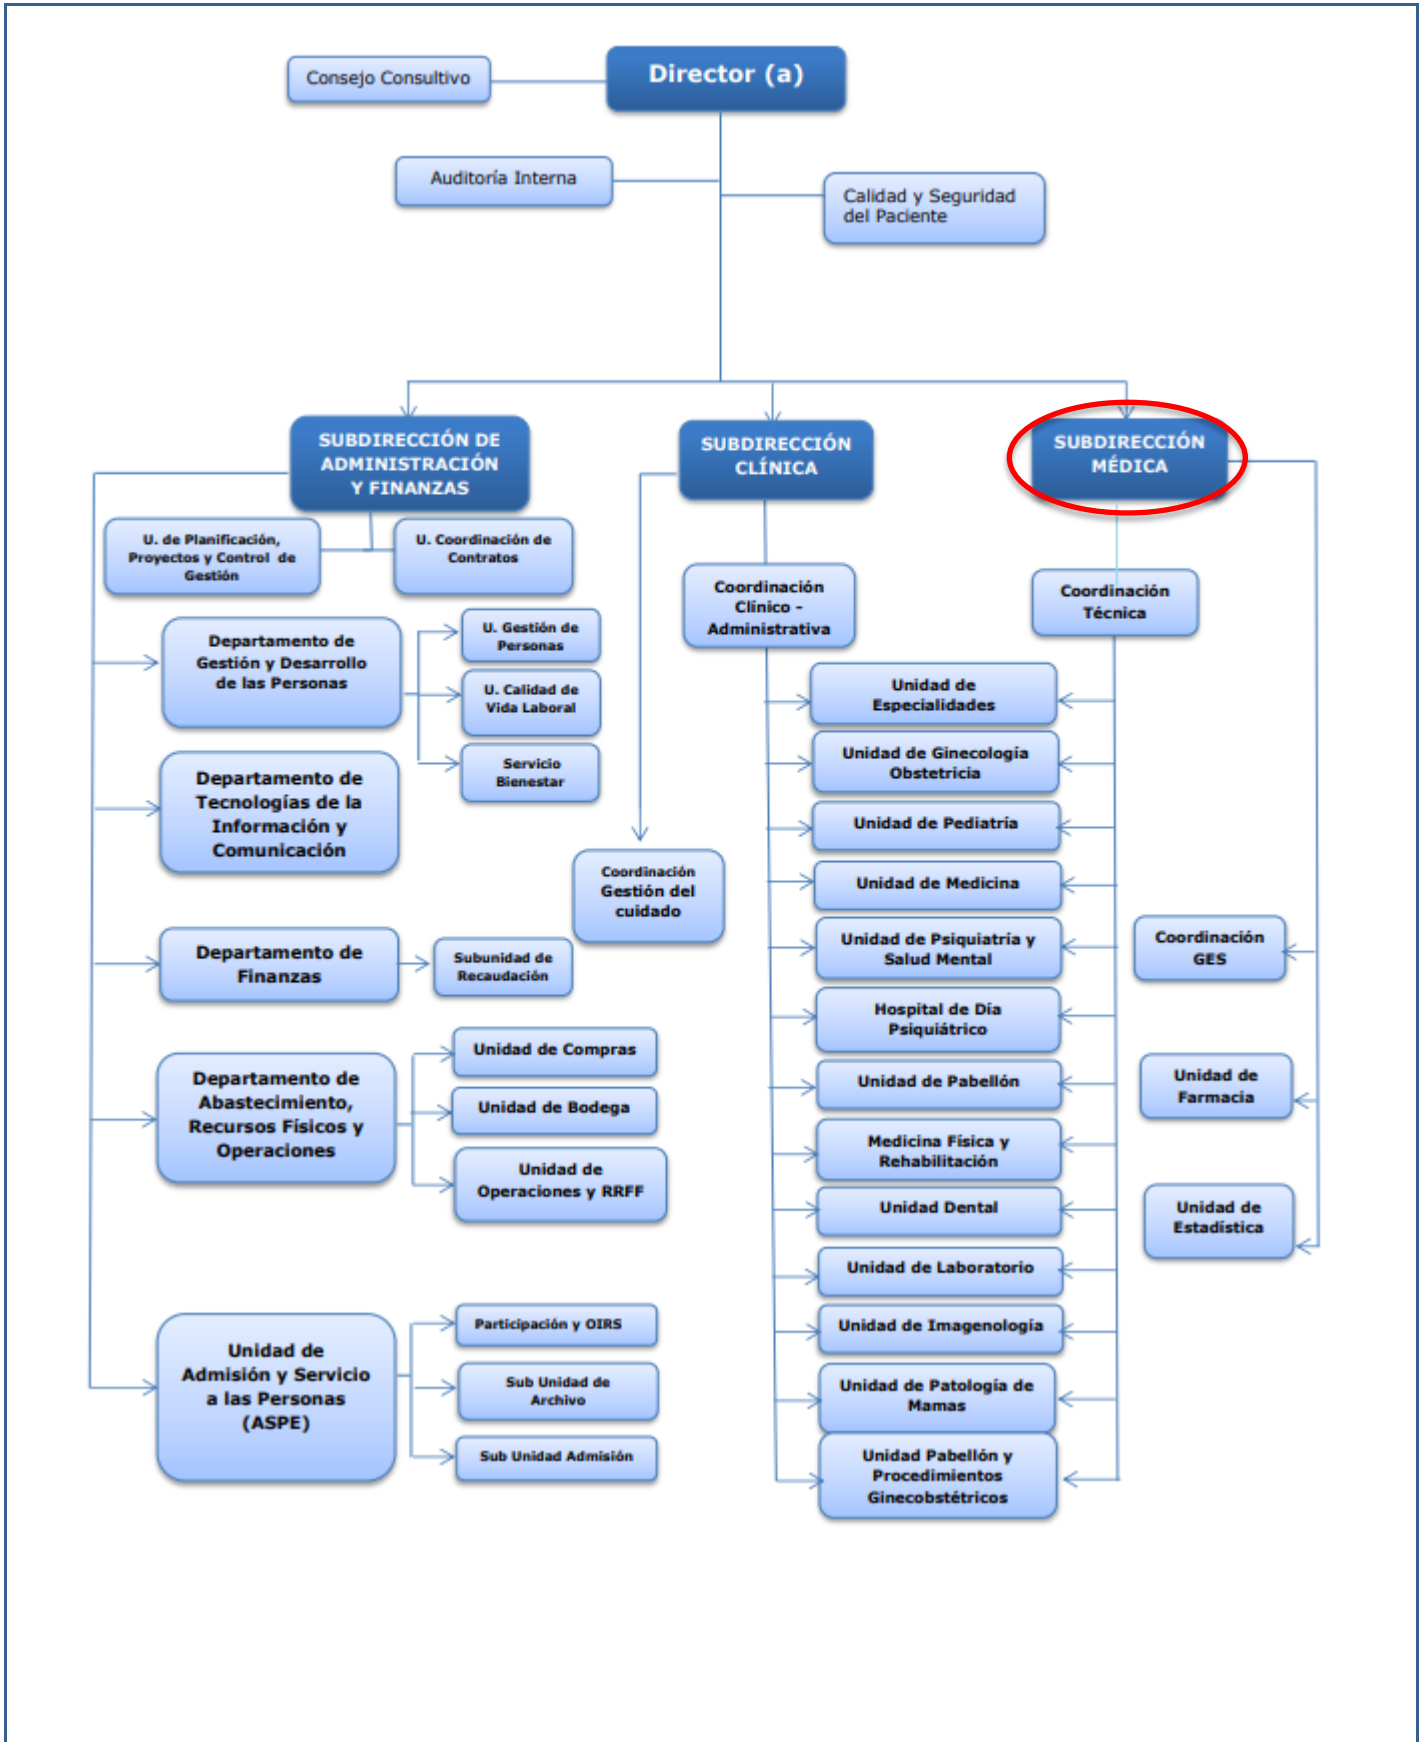 Consejo Consultivo
Director (a)
Auditoría Interna
Calidad y Seguridad
del Paciente
SUBDIRECCIÓN DE
ADMINISTRACIÓN
Y FINANZAS
SUBDIRECCIÓN
CLÍNICA
SUBDIRECCIÓN
MÉDICA
U. de Planificación,
Proyectos y Control de
Gestión
U. Coordinación de
Contratos
Coordinación
Clínico -
Administrativa
Coordinación
Técnica
Departamento de
Gestión y Desarrollo
de las Personas
U. Gestión de
Personas
U. Calidad de
Vida Laboral
Servicio
Bienestar
Departamento de
Tecnologías de la
Información y
Comunicación
Coordinación
Gestión del
cuidado
Departamento de
Finanzas
Subunidad de
Recaudación
Departamento de
Abastecimiento,
Recursos Físicos y
Operaciones
Unidad de Compras
Unidad de Bodega
Unidad de
Operaciones y RRFF
Unidad de
Admisión y Servicio
a las Personas
(ASPE)
Participación y OIRS
Sub Unidad de
Archivo
Sub Unidad Admisión
Unidad de
Especialidades
Unidad de Ginecología
Obstetricia
Unidad de Pediatría
Unidad de Medicina
Unidad de Psiquiatría y
Salud Mental
Hospital de Día
Psiquiátrico
Unidad de Pabellón
Medicina Física y
Rehabilitación
Unidad Dental
Unidad de Laboratorio
Unidad de Imagenología
Unidad de Patología de
Mamas
Unidad Pabellón y
Procedimientos
Ginecobstétricos
Coordinación
GES
Unidad de
Farmacia
Unidad de
Estadística